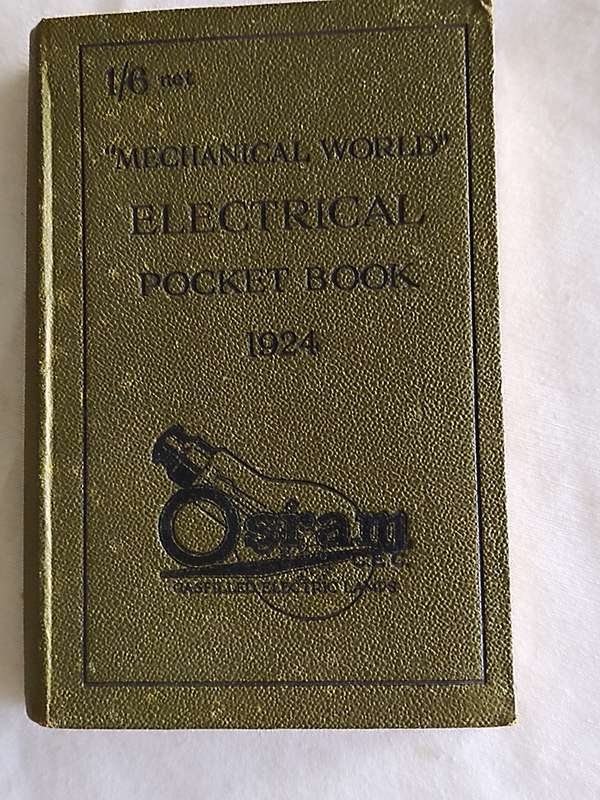 1/6 net
"MECHANICAL WORLD"
ELECTRICAL
POCKET BOOK
1924
Osram
G.E.C.
GASFILLED ELECTRIC LAMPS